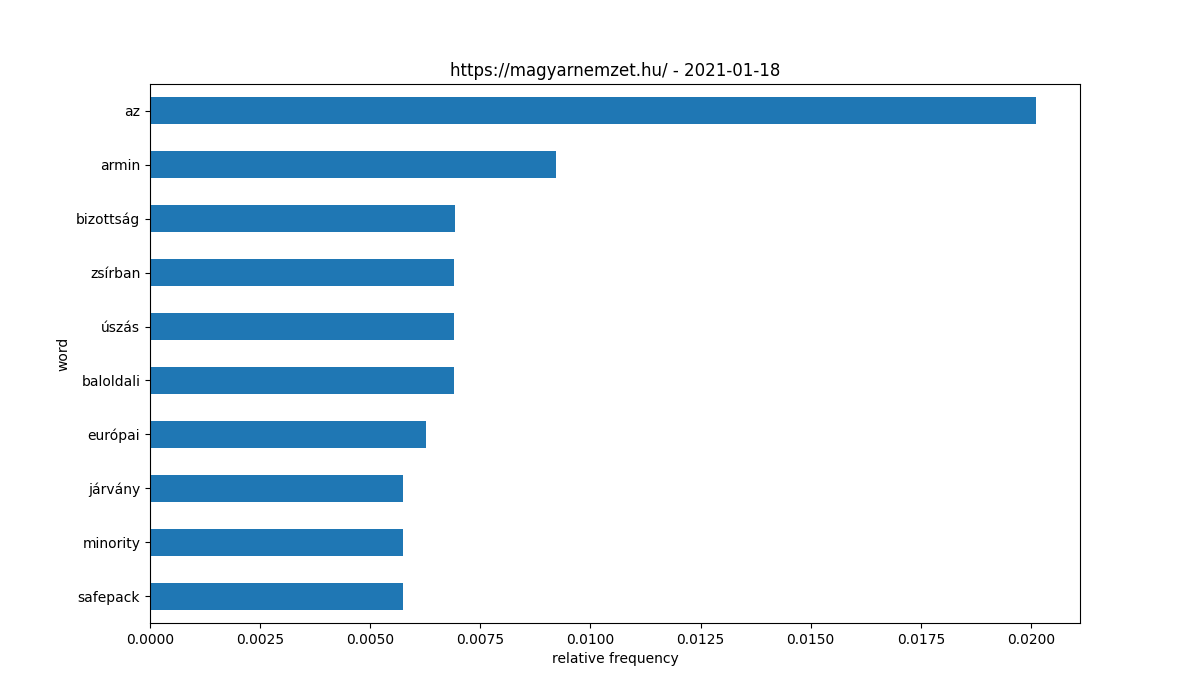 https://magyarnemzet.hu/ - 2021-01-18
az
armin
bizottság
zsírban
úszás
baloldali
európai
járvány
minority
safepack
word
0.0000 0.0025 0.0050 0.0075 0.0100 0.0125 0.0150 0.0175 0.0200
relative frequency